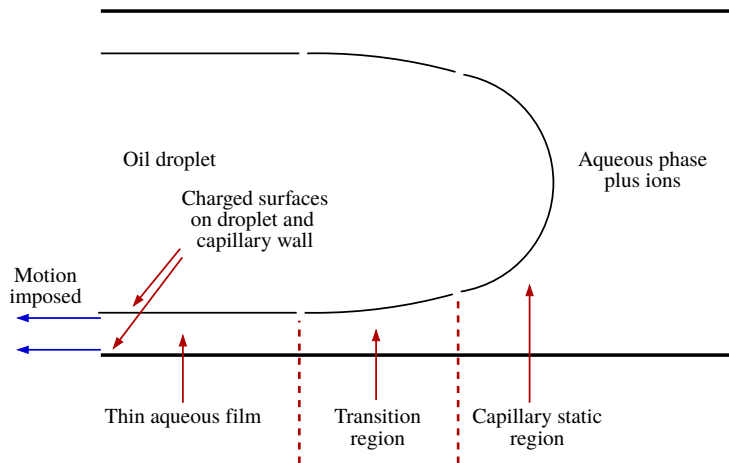 Oil droplet
Aqueous phase
plus ions
Charged surfaces
on droplet and
capillary wall
Motion
imposed
Thin aqueous film
Transition
region
Capillary static
region